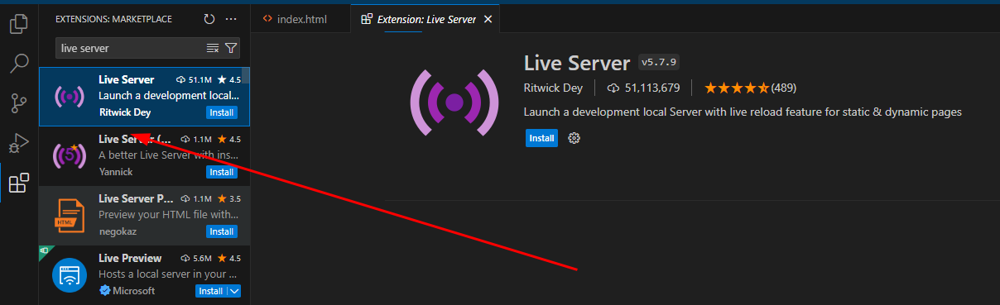 EXTENSIONS: MARKETPLACE
live server
Live Server 51.1M 4.5
Launch a development local...
Ritwick Dey Install
Live Server (... 1.1M 4.5
A better Live Server with ins...
Yannick Install
Live Server P... 1.1M 3.5
Preview your HTML file with...
negokaz Install
Live Preview 5.6M 4.5
Hosts a local server in your ...
Microsoft Install
index.html Extension: Live Server
Live Server v5.7.9
Ritwick Dey 51,113,679 (489)
Launch a development local Server with live reload feature for static & dynamic pages
Install